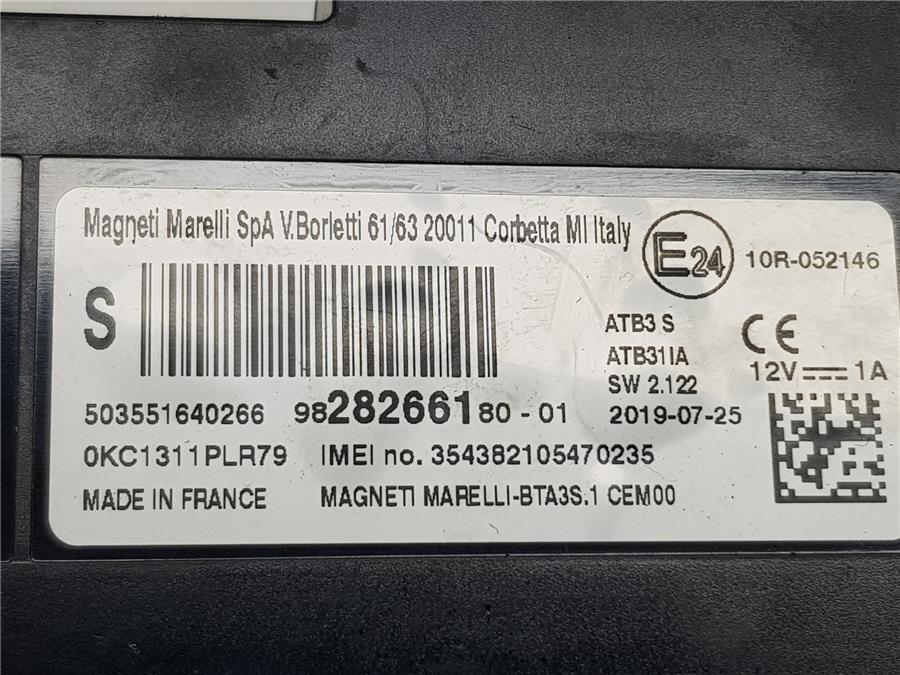 Magneti Marelli SpA V.Borletti 61/63 20011 Corbetta MI Italy
E24 10R-052146
S
ATB3 S
ATB31IA
SW 2.122
CE
12V 1A
503551640266 9828266180-01 2019-07-25
0KC1311PLR79 IMEI no. 354382105470235
MADE IN FRANCE MAGNETI MARELLI-BTA3S.1 CEM00